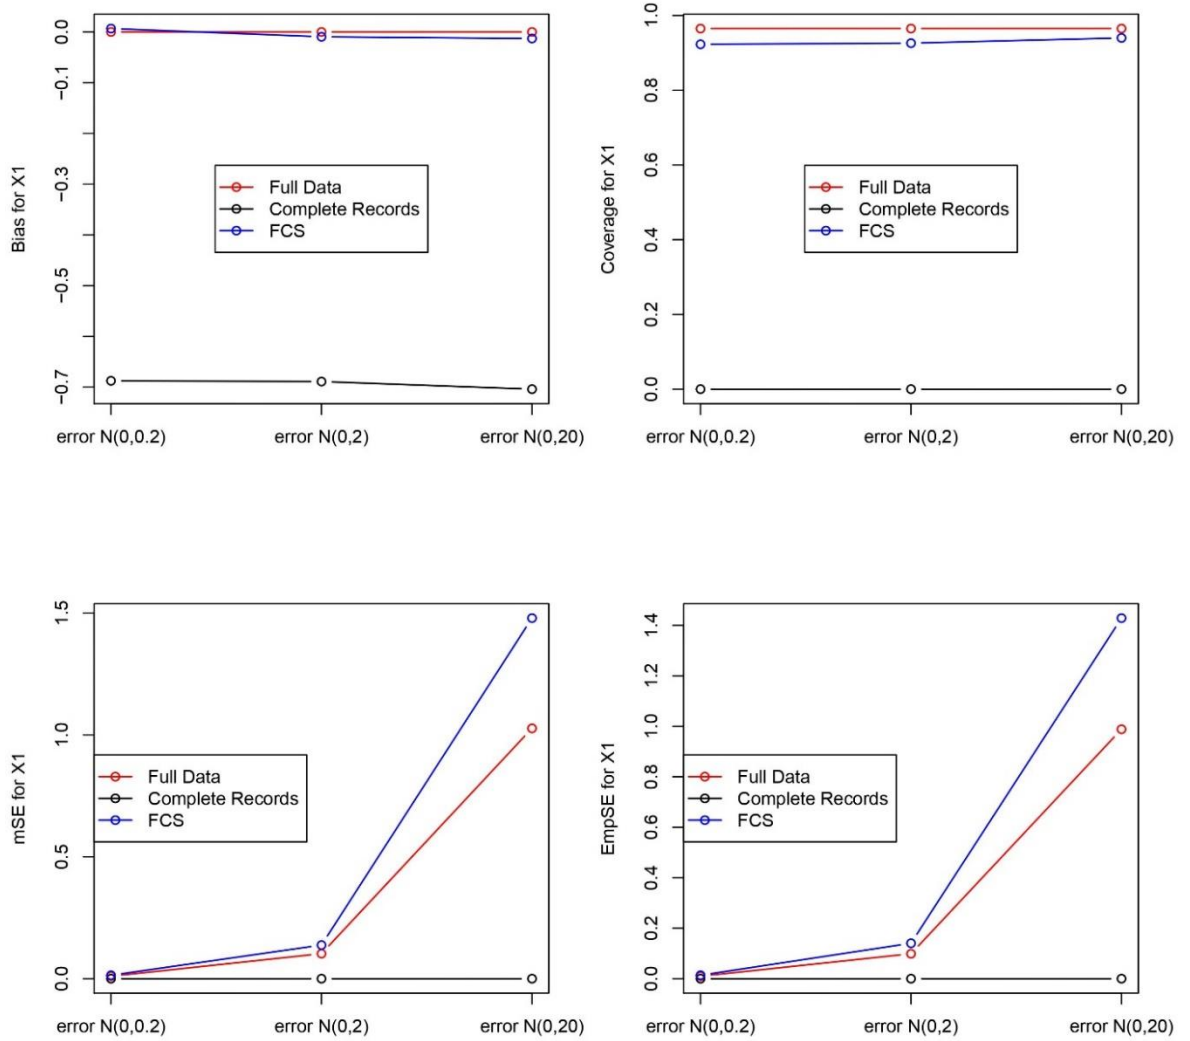 Bias for X1
0.0
−0.1
−0.3
−0.5
−0.7
Full Data
Complete Records
FCS
error N(0,0.2)
error N(0,2)
error N(0,20)
Coverage for X1
1.0
0.8
0.6
0.4
0.2
0.0
Full Data
Complete Records
FCS
error N(0,0.2)
error N(0,2)
error N(0,20)
mSE for X1
1.5
1.0
0.5
0.0
Full Data
Complete Records
FCS
error N(0,0.2)
error N(0,2)
error N(0,20)
EmpSE for X1
1.4
1.2
1.0
0.8
0.6
0.4
0.2
0.0
Full Data
Complete Records
FCS
error N(0,0.2)
error N(0,2)
error N(0,20)